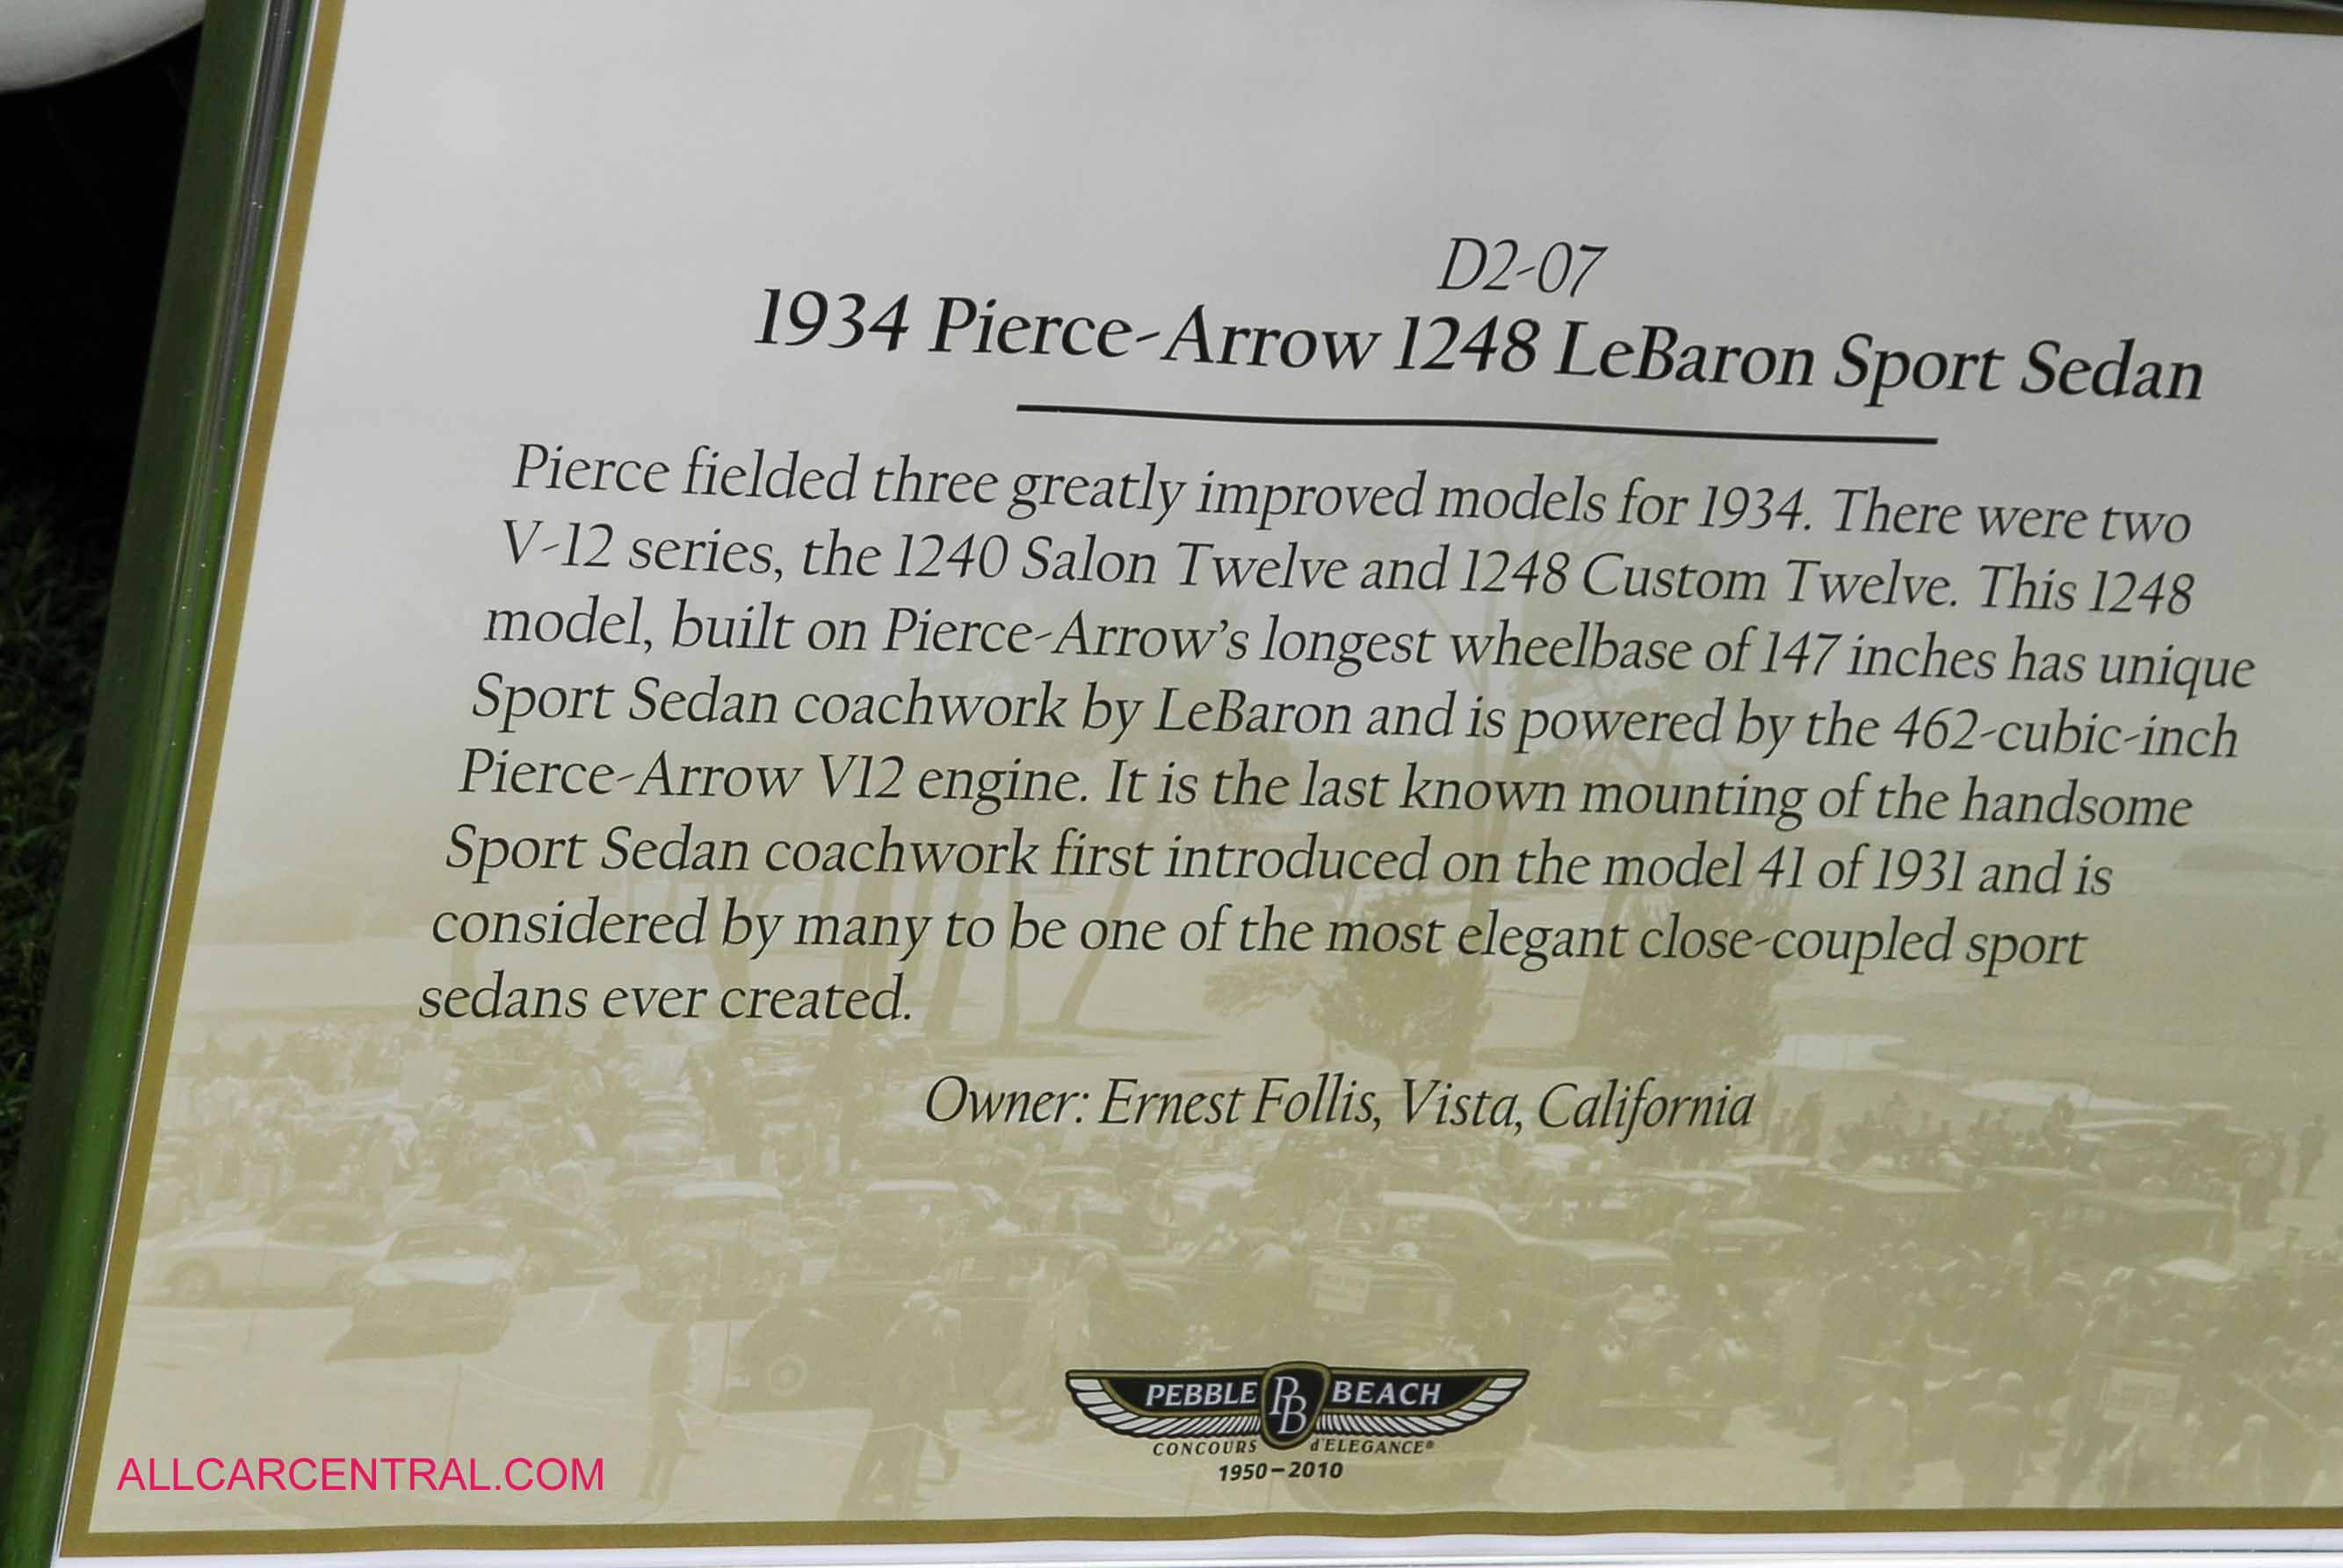 D2-07
1934 Pierce-Arrow 1248 LeBaron Sport Sedan
Pierce fielded three greatly improved models for 1934. There were two
V-12 series, the 1240 Salon Twelve and 1248 Custom Twelve. This 1248
model, built on Pierce-Arrow's longest wheelbase of 147 inches has unique
Sport Sedan coachwork by LeBaron and is powered by the 462-cubic-inch
Pierce-Arrow V12 engine. It is the last known mounting of the handsome
Sport Sedan coachwork first introduced on the model 41 of 1931 and is
considered by many to be one of the most elegant close-coupled sport
sedans ever created.
Owner: Ernest Follis, Vista, California
PEBBLE PB BEACH
CONCOURS d'ELEGANCE®
1950-2010
ALLCARCENTRAL.COM